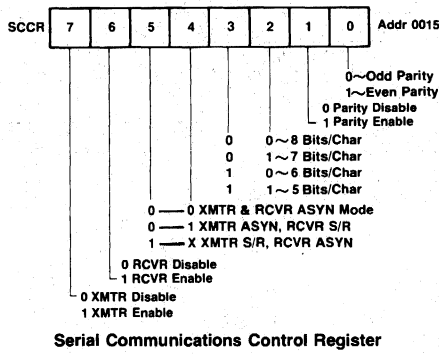 SCCR 7 6 5 4 3 2 1 0 Addr 0015
0~Odd Parity
1~Even Parity
0 Parity Disable
1 Parity Enable
0 0~8 Bits/Char
0 1~7 Bits/Char
1 0~6 Bits/Char
1 1~5 Bits/Char
0—0 XMTR & RCVR ASYN Mode
0—1 XMTR ASYN, RCVR S/R
1—X XMTR S/R, RCVR ASYN
0 RCVR Disable
1 RCVR Enable
0 XMTR Disable
1 XMTR Enable
Serial Communications Control Register